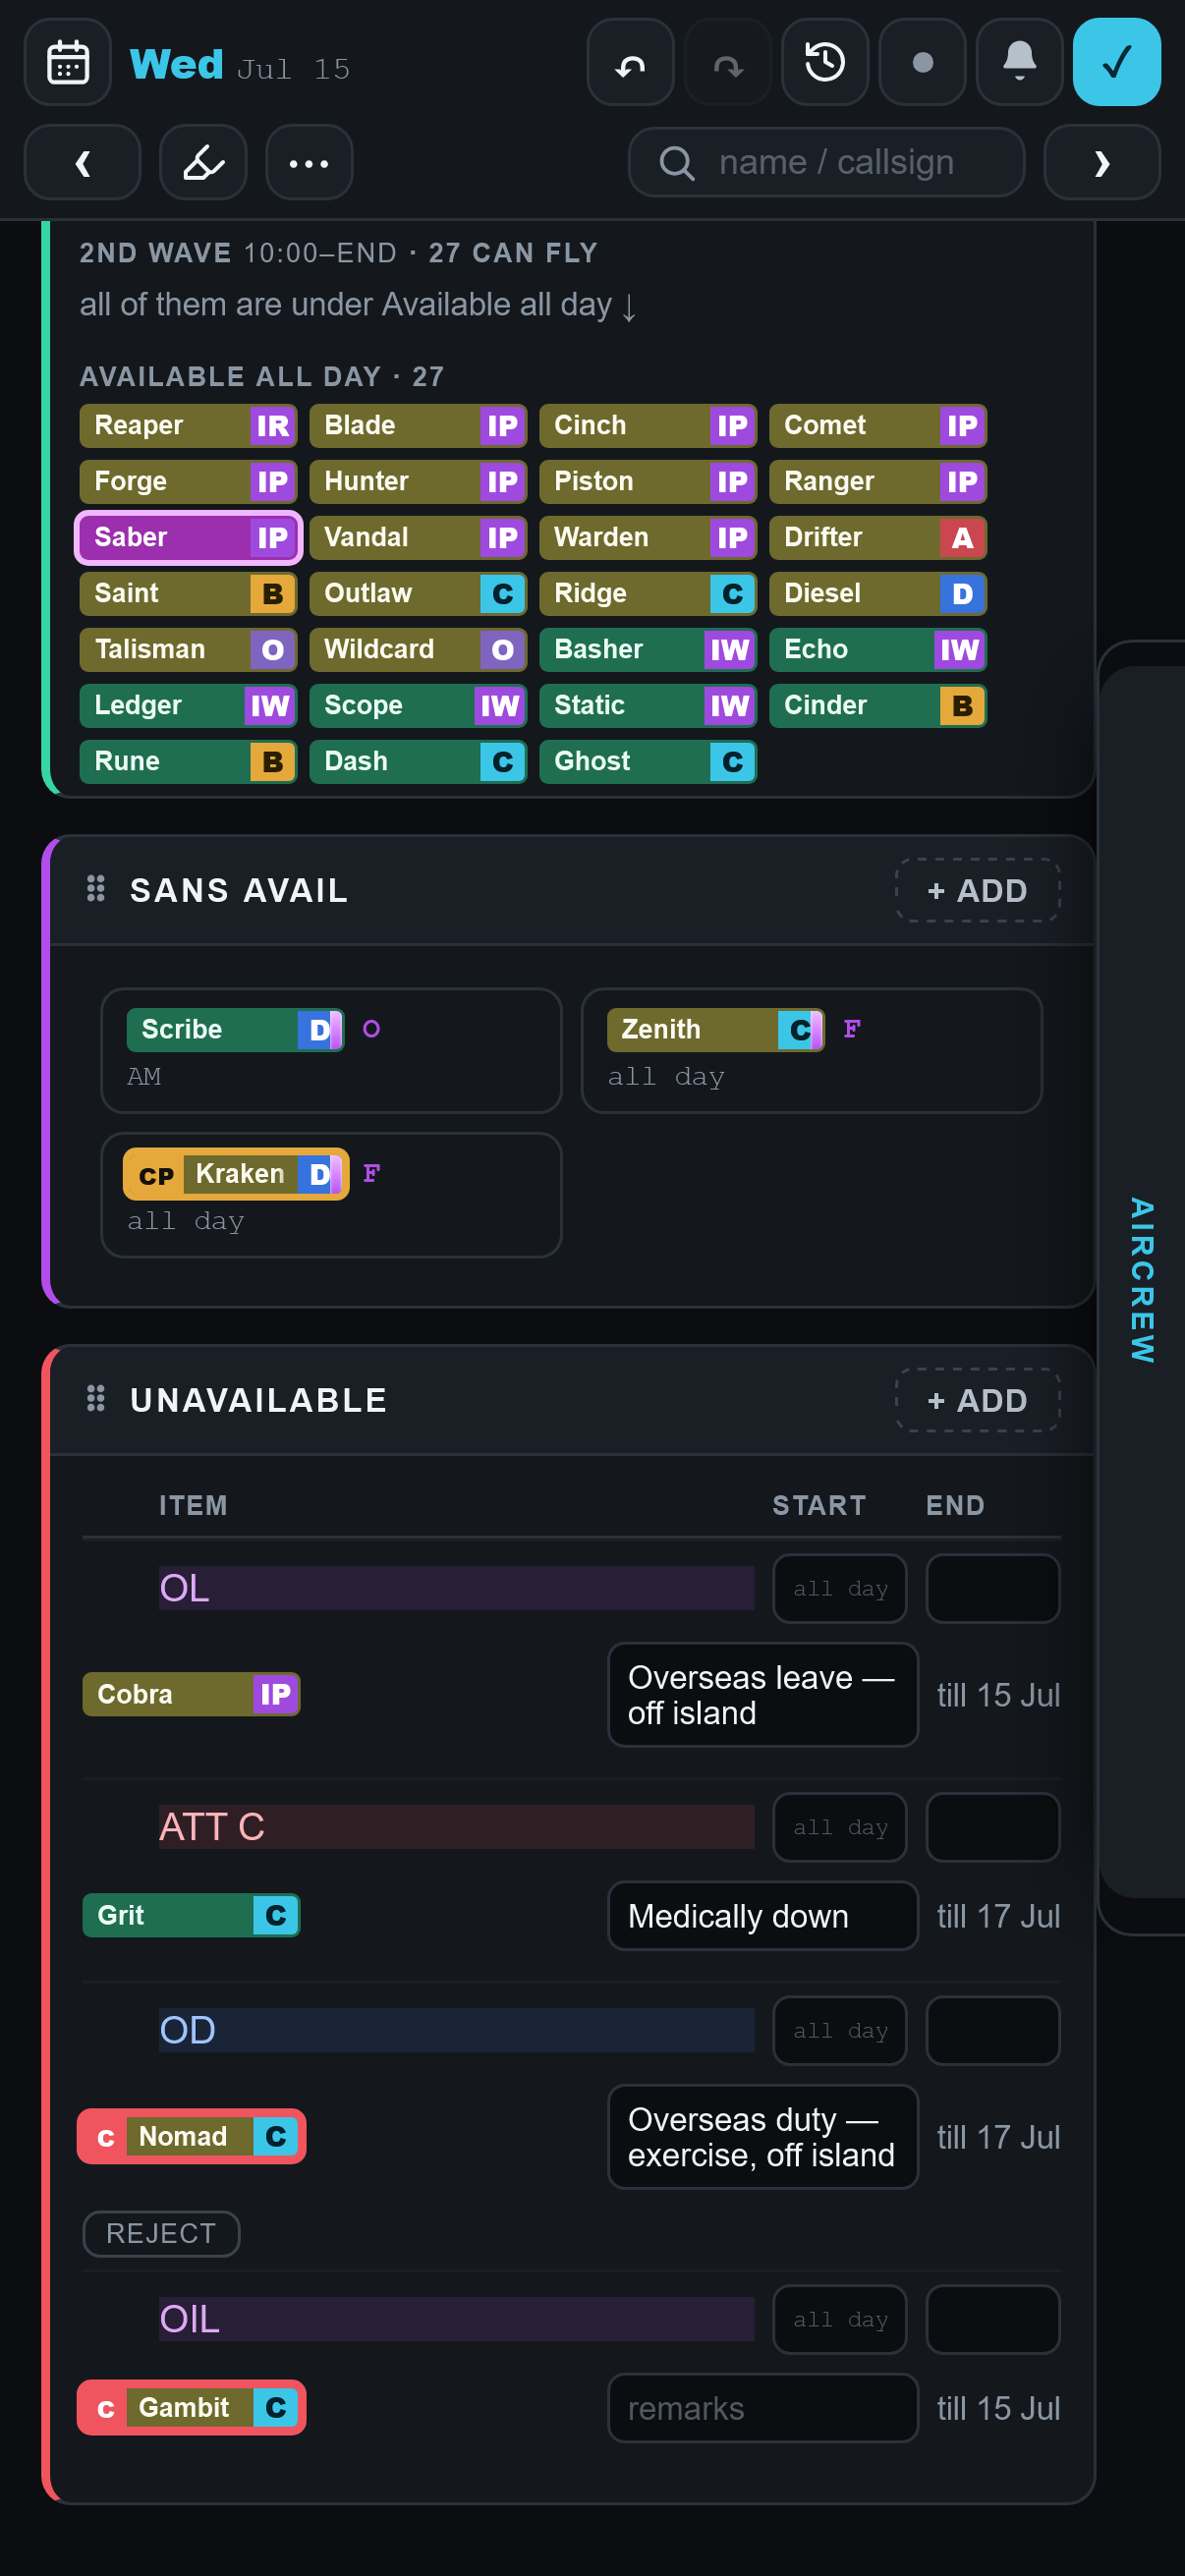 Wed Jul 15
name / callsign
2ND WAVE 10:00–END · 27 CAN FLY
all of them are under Available all day ↓
AVAILABLE ALL DAY · 27
Reaper IR Blade IP Cinch IP Comet IP
Forge IP Hunter IP Piston IP Ranger IP
Saber IP Vandal IP Warden IP Drifter A
Saint B Outlaw C Ridge C Diesel D
Talisman O Wildcard O Basher IW Echo IW
Ledger IW Scope IW Static IW Cinder B
Rune B Dash C Ghost C
SANS AVAIL + ADD
Scribe D O Zenith C F
AM all day
CP Kraken D F
all day
AIRCREW
UNAVAILABLE + ADD
ITEM START END
OL all day
Cobra IP Overseas leave — off island till 15 Jul
ATT C all day
Grit C Medically down till 17 Jul
OD all day
C Nomad C Overseas duty — exercise, off island till 17 Jul
REJECT
OIL all day
C Gambit C remarks till 15 Jul